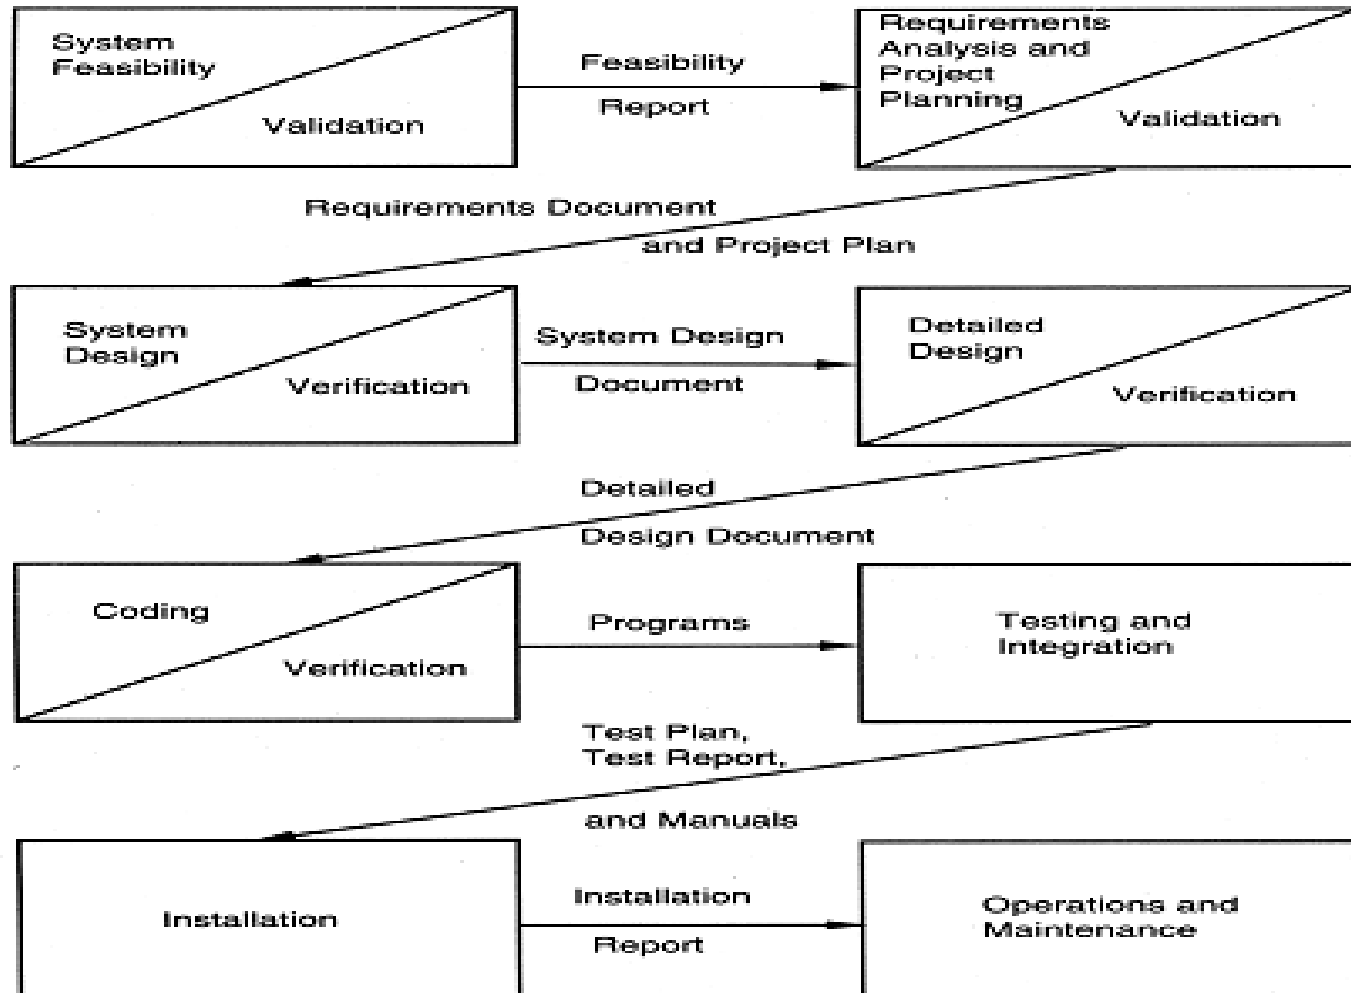 System
Feasibility
Validation
Feasibility
Report
Requirements
Analysis and
Project
Planning
Validation
Requirements Document
and Project Plan
System
Design
Verification
System Design
Document
Detailed
Design
Verification
Detailed
Design Document
Coding
Verification
Programs
Testing and
Integration
Test Plan,
Test Report,
and Manuals
Installation
Installation
Report
Operations and
Maintenance